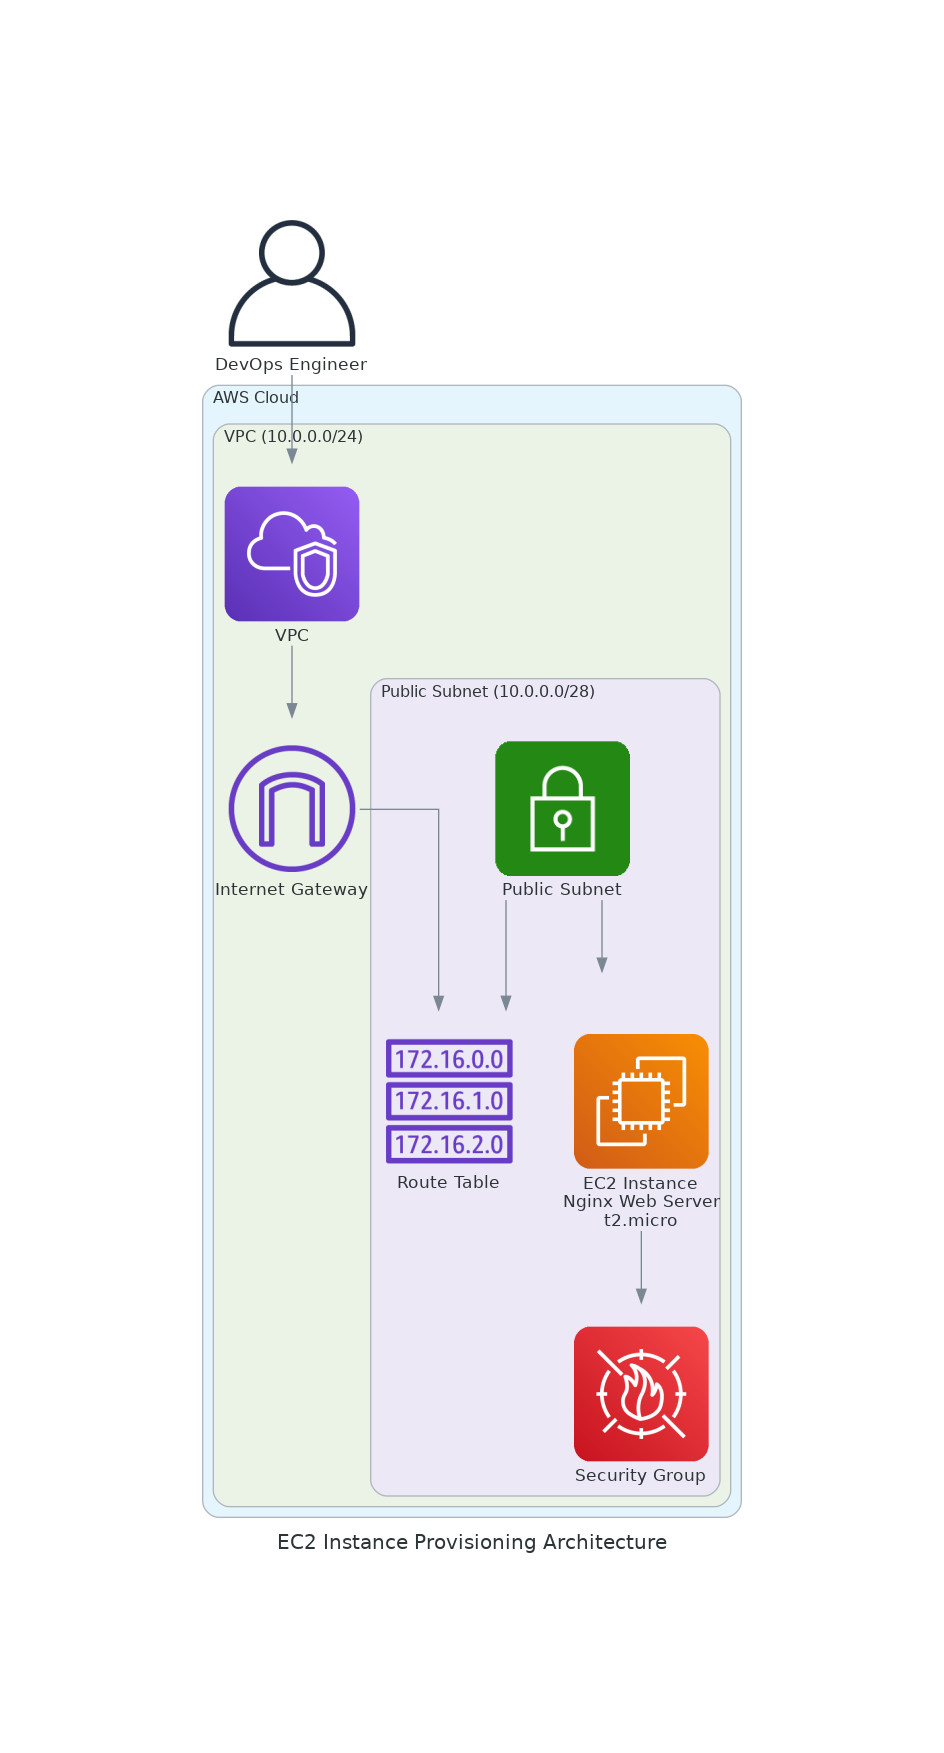 DevOps Engineer
AWS Cloud
VPC (10.0.0.0/24)
VPC
Public Subnet (10.0.0.0/28)
Internet Gateway
Public Subnet
172.16.0.0
172.16.1.0
172.16.2.0
Route Table
EC2 Instance
Nginx Web Server
t2.micro
Security Group
EC2 Instance Provisioning Architecture